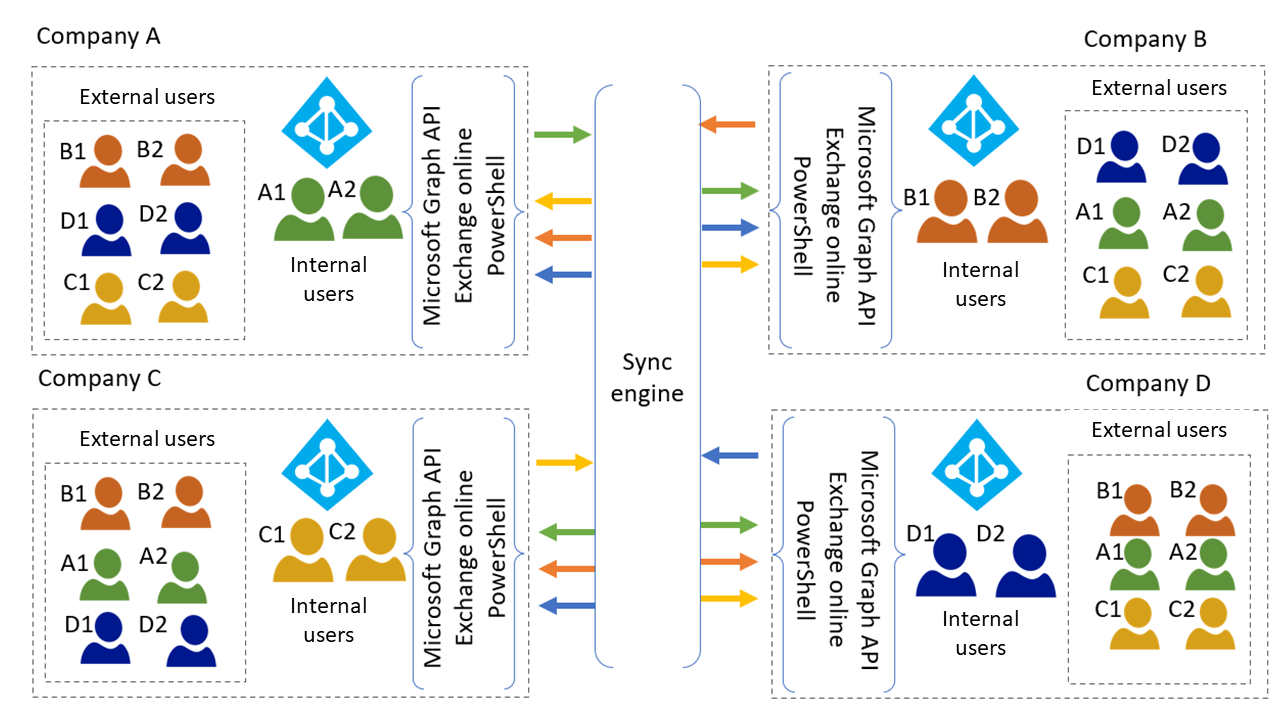 Company A
External users
B1
B2
D1
D2
C1
C2
A1
A2
Internal
users
Microsoft Graph API
Exchange online
PowerShell
Company B
Microsoft Graph API
Exchange online
PowerShell
B1
B2
Internal
users
External users
D1
D2
A1
A2
C1
C2
Sync
engine
Company C
External users
B1
B2
A1
A2
D1
D2
C1
C2
Internal
users
Microsoft Graph API
Exchange online
PowerShell
Company D
Microsoft Graph API
Exchange online
PowerShell
D1
D2
Internal
users
External users
B1
B2
A1
A2
C1
C2